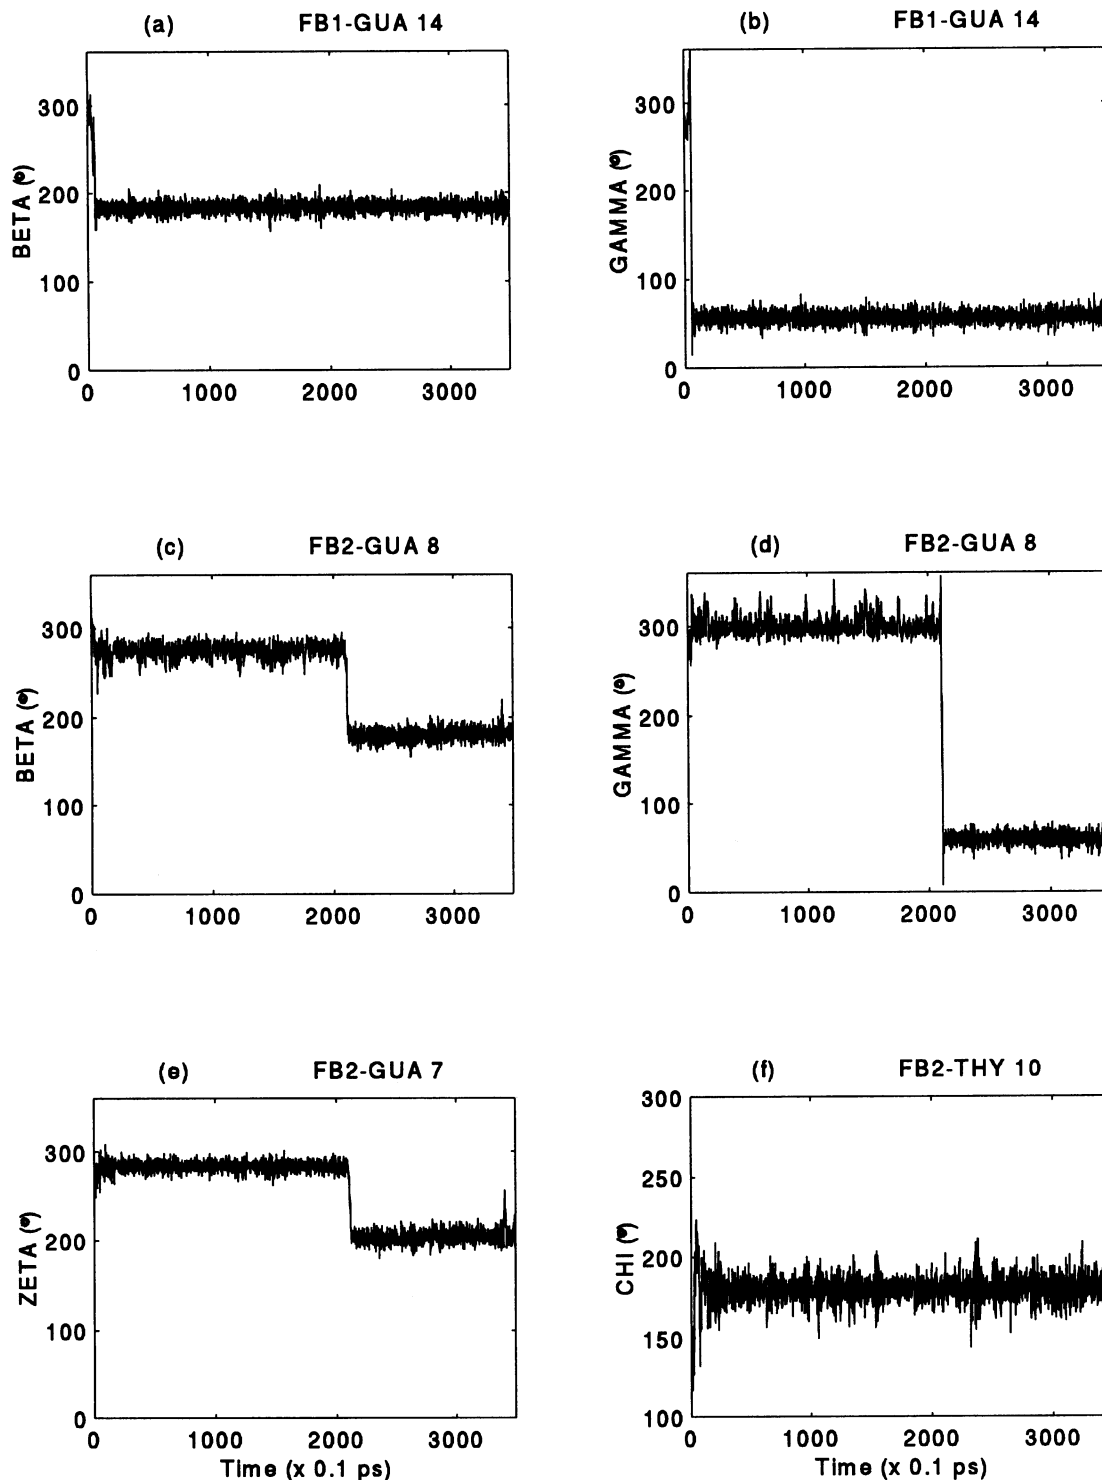 (a) FB1-GUA 14
300
200
100
0
BETA (º)
0 1000 2000 3000
(b) FB1-GUA 14
300
200
100
0
GAMMA (º)
0 1000 2000 3000
(c) FB2-GUA 8
300
200
100
0
BETA (º)
0 1000 2000 3000
(d) FB2-GUA 8
300
200
100
0
GAMMA (º)
0 1000 2000 3000
(e) FB2-GUA 7
300
200
100
0
ZETA (º)
0 1000 2000 3000
Time (x 0.1 ps)
(f) FB2-THY 10
300
250
200
150
100
CHI (º)
0 1000 2000 3000
Time (x 0.1 ps)